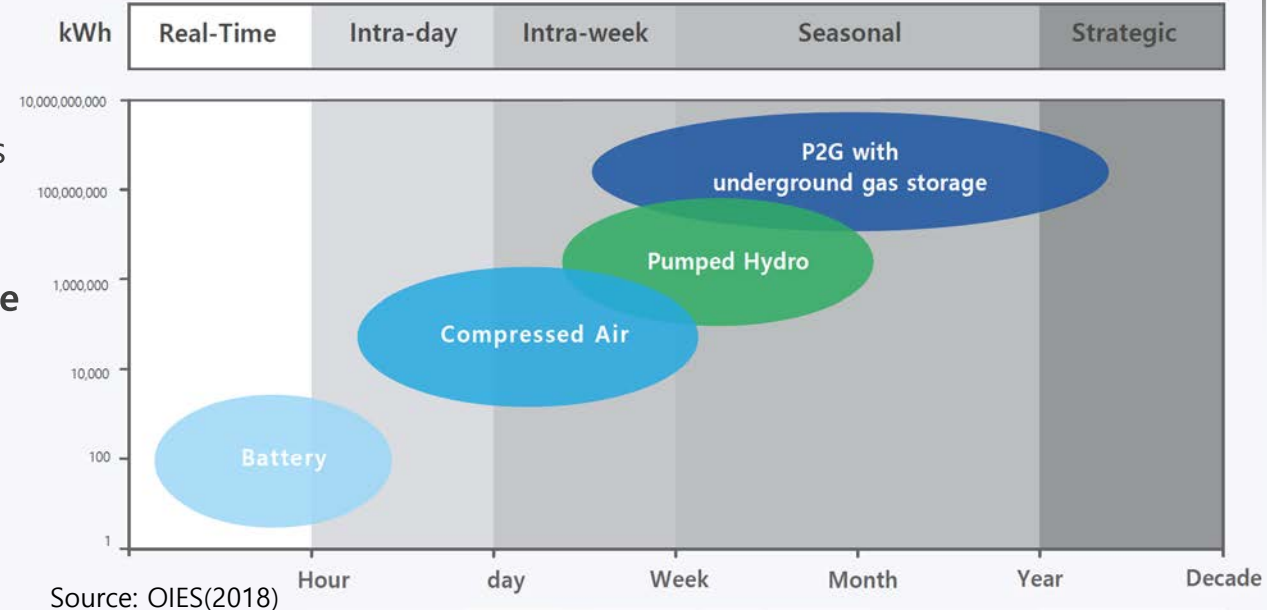 kWh Real-Time Intra-day Intra-week Seasonal Strategic
10,000,000,000
s
P2G with
underground gas storage
100,000,000
Pumped Hydro
1,000,000
e
Compressed Air
10,000
Battery
100
1
Hour day Week Month Year Decade
Source: OIES(2018)